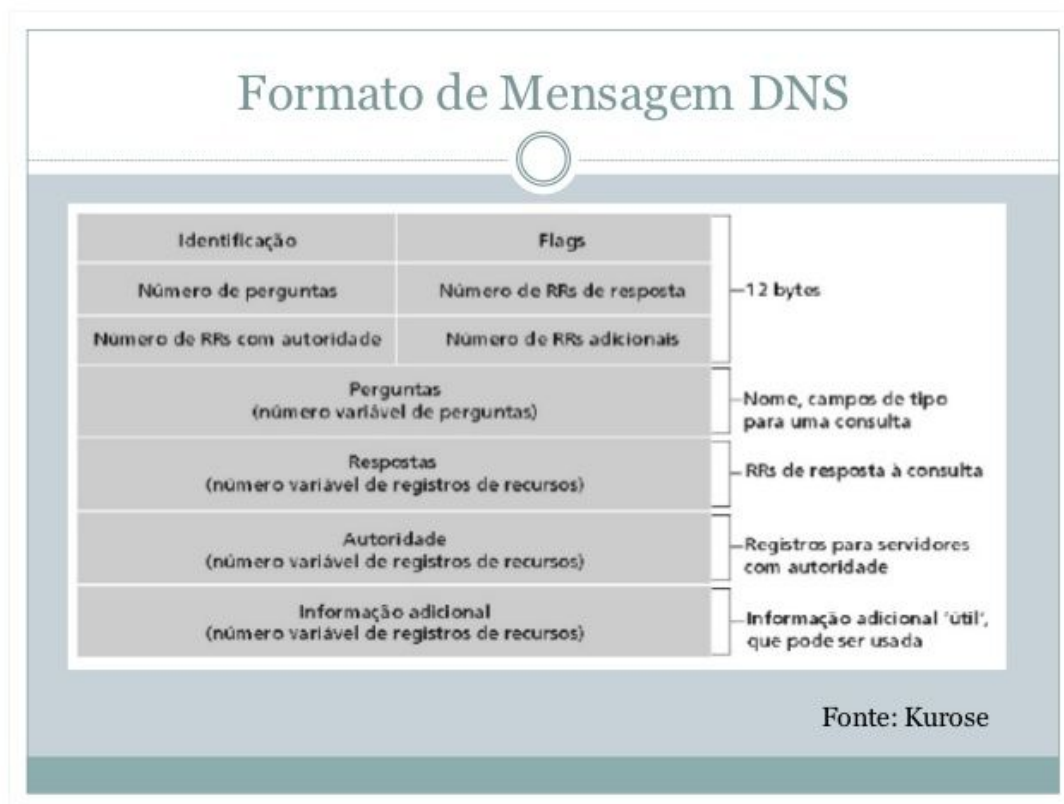 Formato de Mensagem DNS
Identificação
Flags
Número de perguntas
Número de RRs de resposta
12 bytes
Número de RRs com autoridade
Número de RRs adicionais
Perguntas
(número variável de perguntas)
Nome, campos de tipo
para uma consulta
Respostas
(número variável de registros de recursos)
RRs de resposta à consulta
Autoridade
(número variável de registros de recursos)
Registros para servidores
com autoridade
Informação adicional
(número variável de registros de recursos)
Informação adicional 'útil',
que pode ser usada
Fonte: Kurose